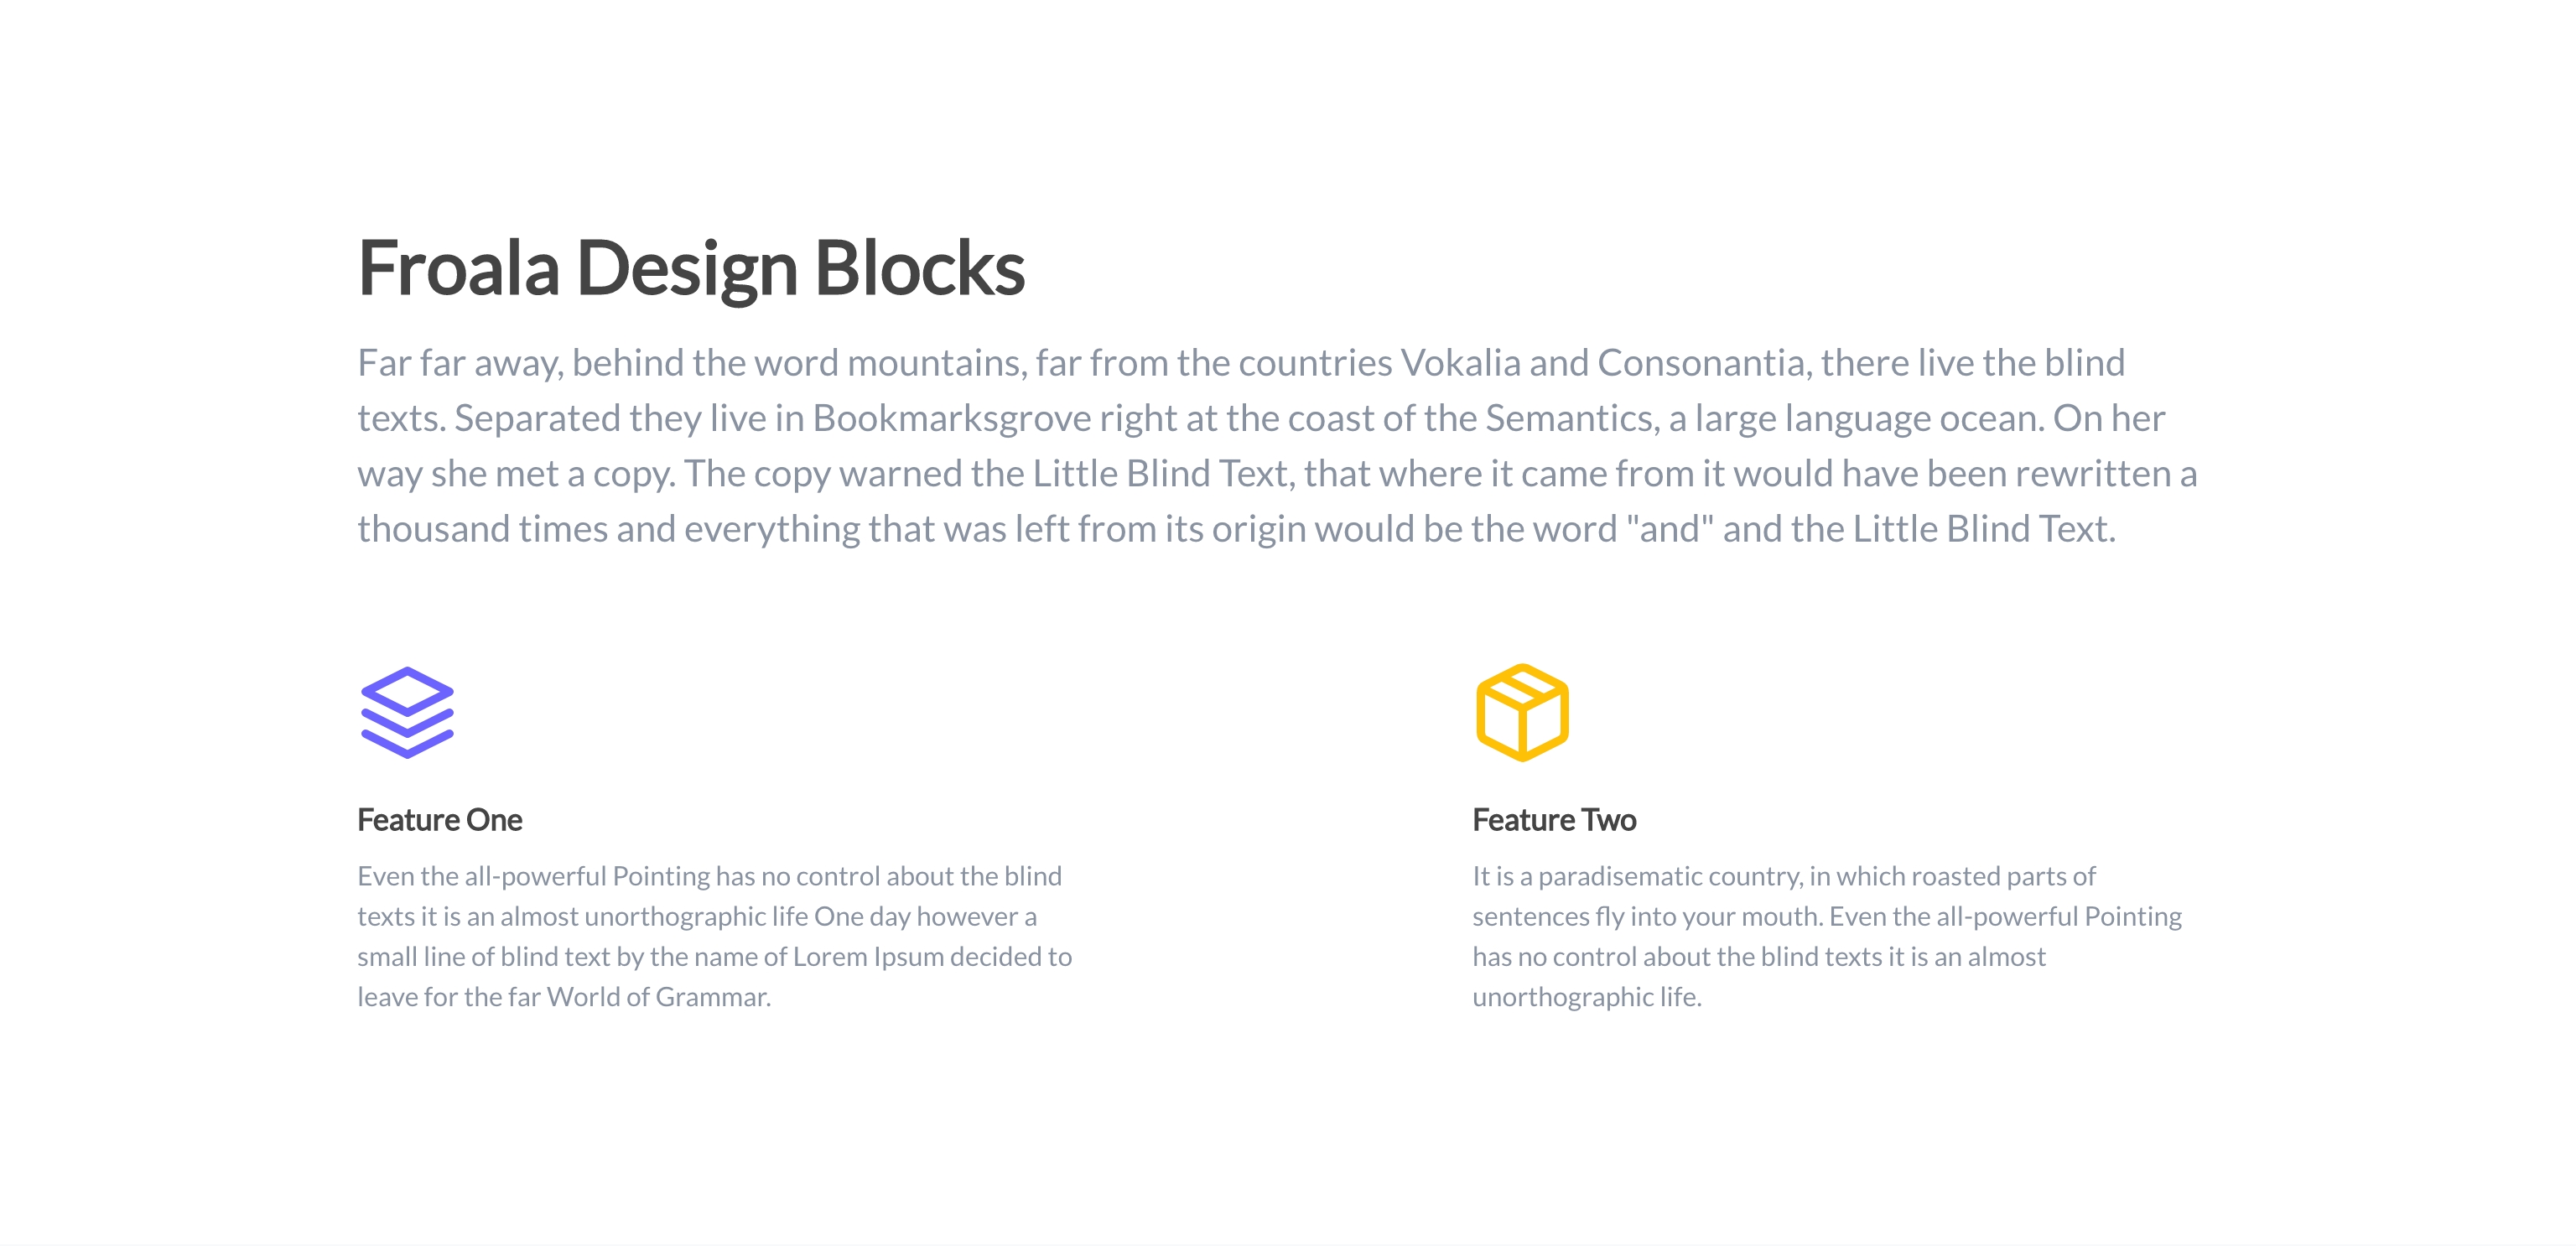 Froala Design Blocks
Far far away, behind the word mountains, far from the countries Vokalia and Consonantia, there live the blind
texts. Separated they live in Bookmarksgrove right at the coast of the Semantics, a large language ocean. On her
way she met a copy. The copy warned the Little Blind Text, that where it came from it would have been rewritten a
thousand times and everything that was left from its origin would be the word "and" and the Little Blind Text.
Feature One
Even the all-powerful Pointing has no control about the blind
texts it is an almost unorthographic life One day however a
small line of blind text by the name of Lorem Ipsum decided to
leave for the far World of Grammar.
Feature Two
It is a paradisematic country, in which roasted parts of
sentences fly into your mouth. Even the all-powerful Pointing
has no control about the blind texts it is an almost
unorthographic life.